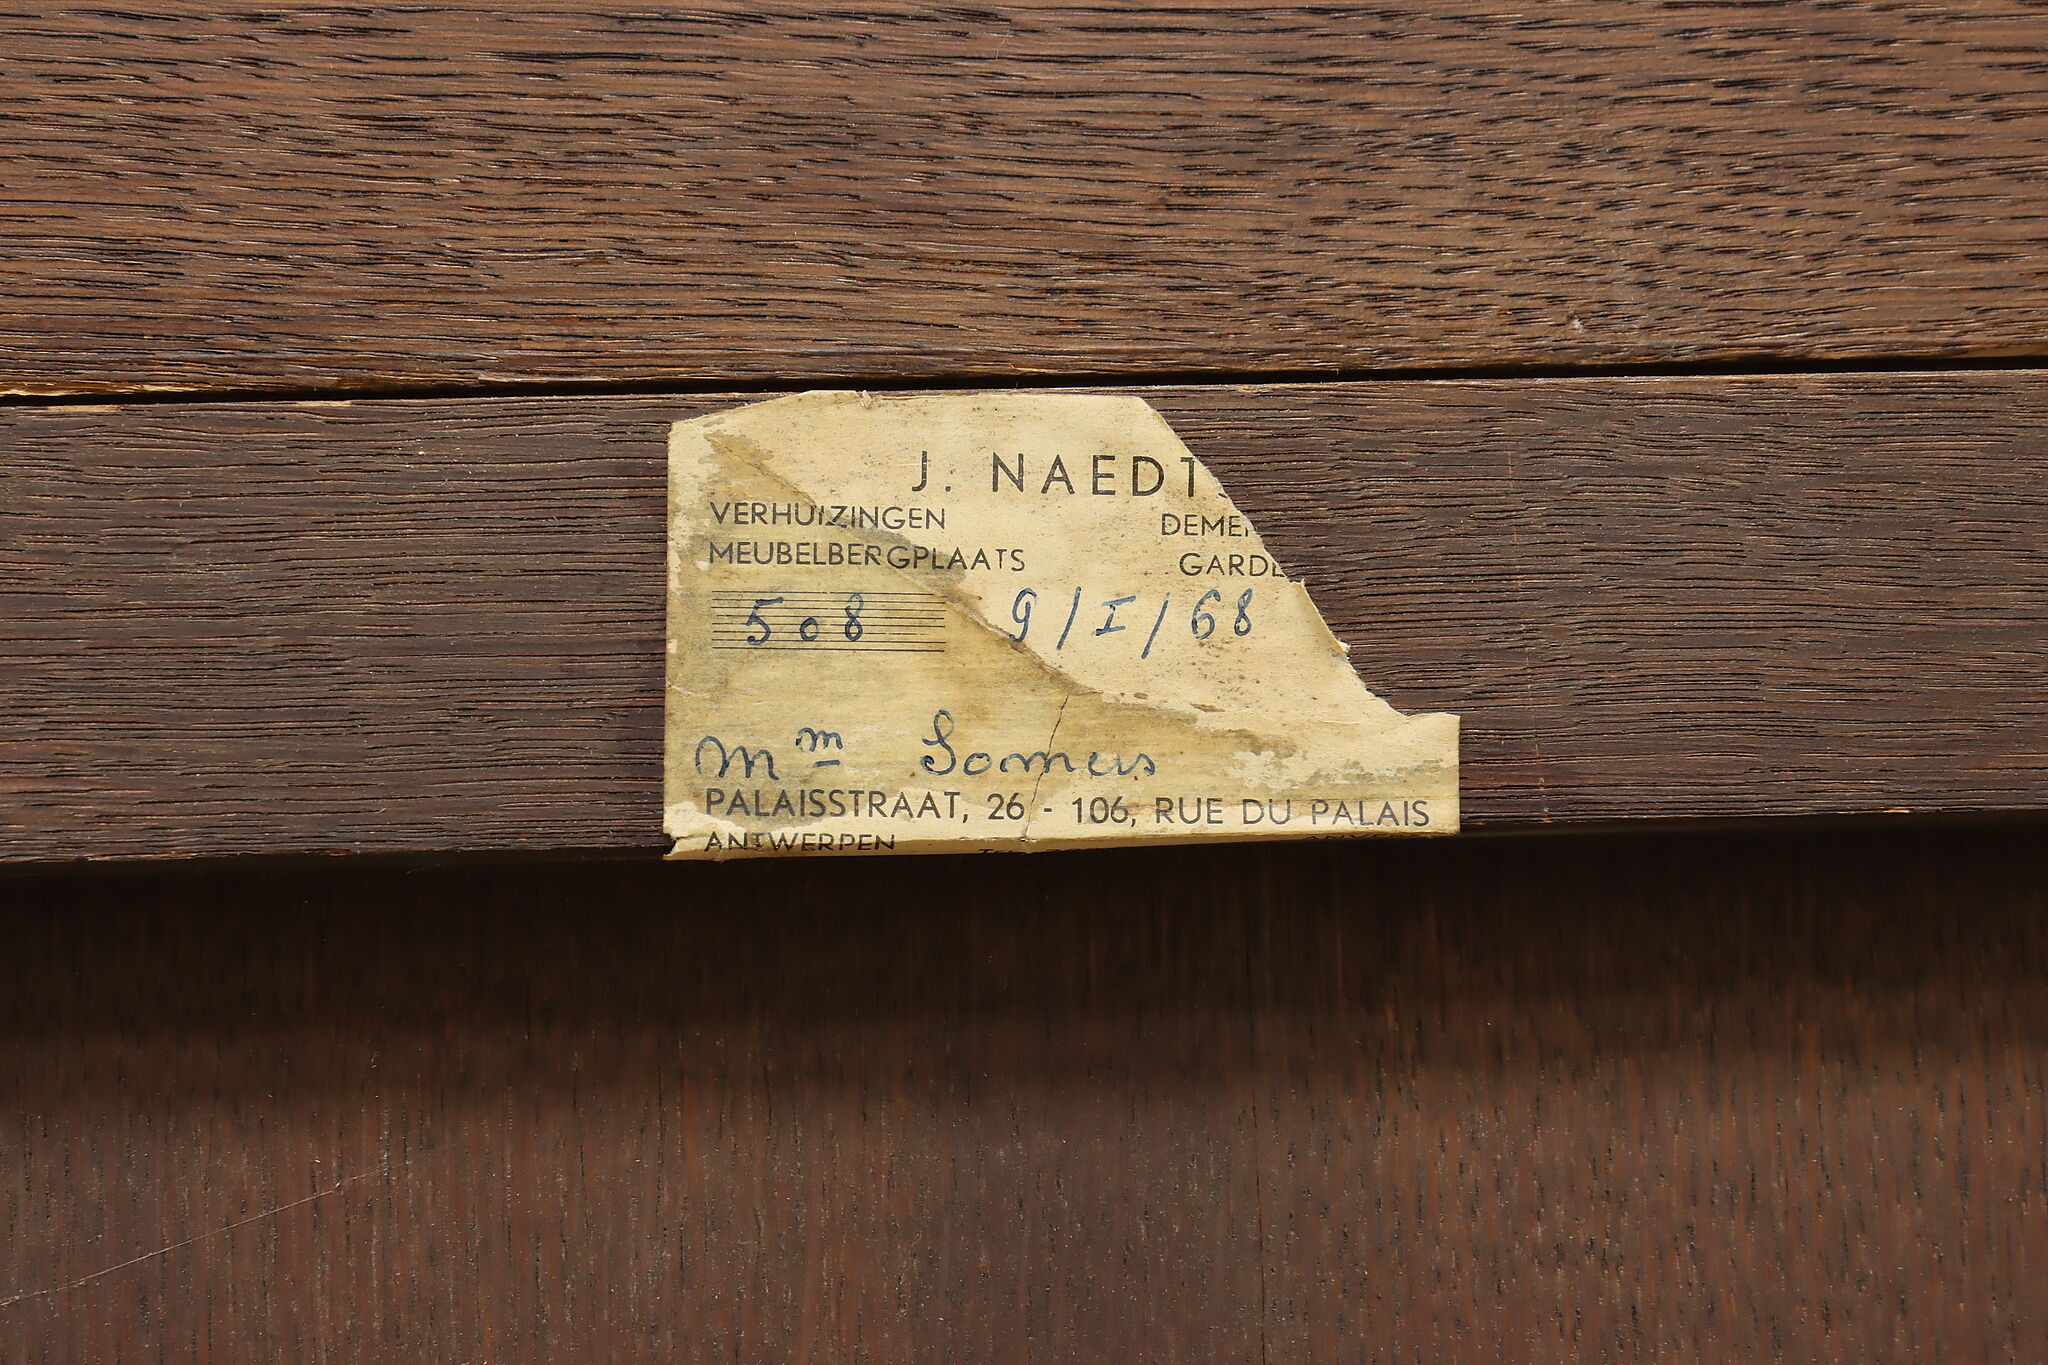 J. NAEDT
VERHUIZINGEN DEME
MEUBELBERGPLAATS GARDE
508 9/I/68
Mm Somers
PALAISSTRAAT, 26 - 106, RUE DU PALAIS
ANTWERPEN